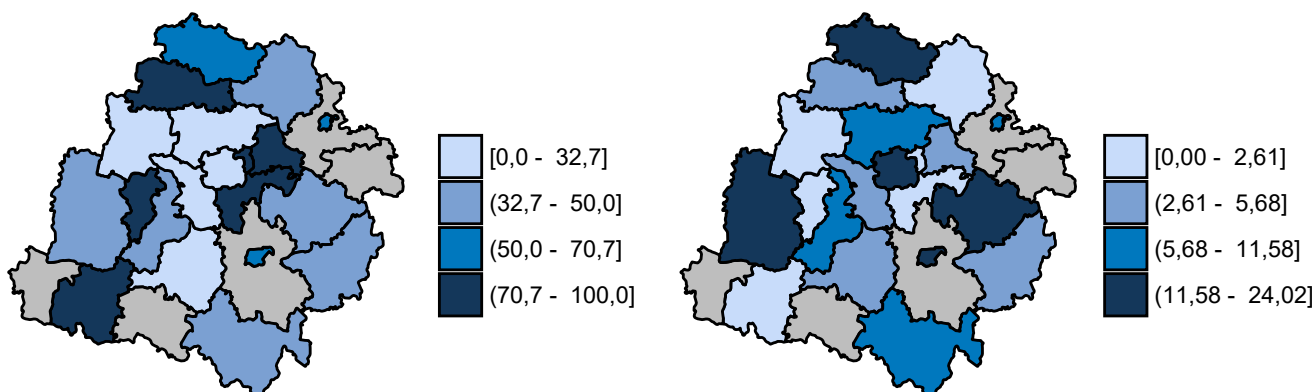 [0,0 - 32,7]
(32,7 - 50,0]
(50,0 - 70,7]
(70,7 - 100,0]
[0,00 - 2,61]
(2,61 - 5,68]
(5,68 - 11,58]
(11,58 - 24,02]